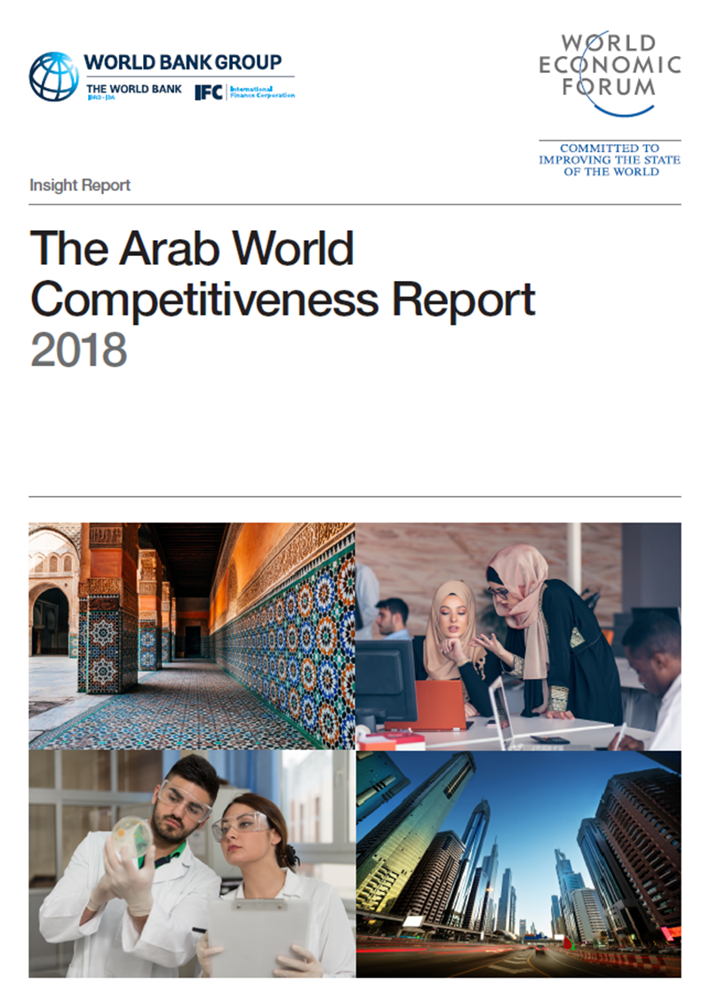 WORLD BANK GROUP
THE WORLD BANK
IBRD • IDA
IFC
International
Finance Corporation
WORLD
ECONOMIC
FORUM
COMMITTED TO
IMPROVING THE STATE
OF THE WORLD
Insight Report
The Arab World
Competitiveness Report
2018